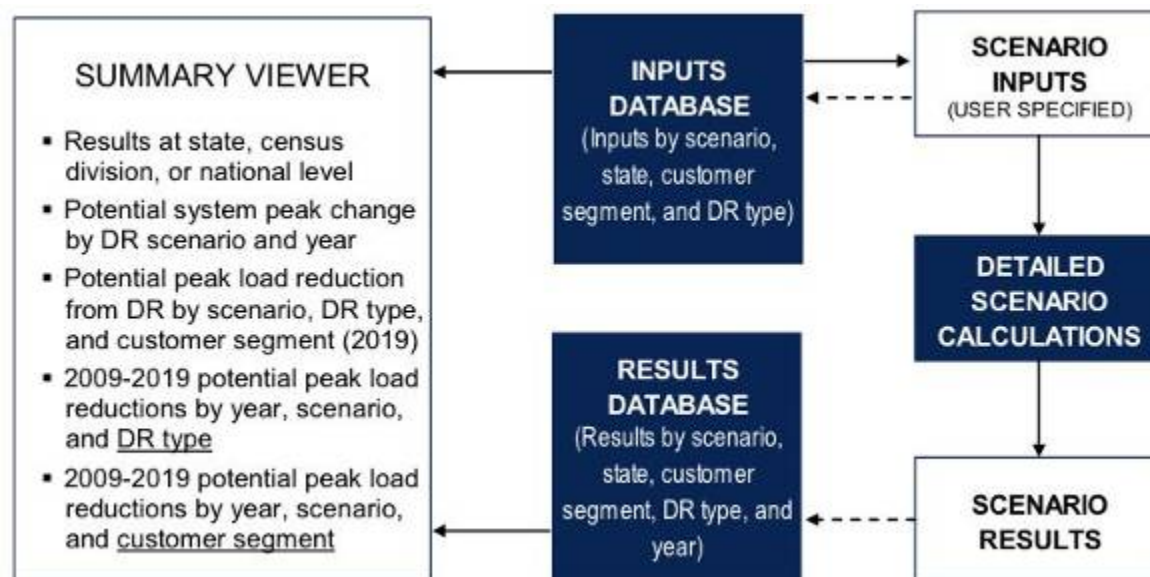 SUMMARY VIEWER
▪ Results at state, census
division, or national level
▪ Potential system peak change
by DR scenario and year
▪ Potential peak load reduction
from DR by scenario, DR type,
and customer segment (2019)
▪ 2009-2019 potential peak load
reductions by year, scenario,
and DR type
▪ 2009-2019 potential peak load
reductions by year, scenario,
and customer segment
INPUTS
DATABASE
(Inputs by scenario,
state, customer
segment, and DR type)
RESULTS
DATABASE
(Results by scenario,
state, customer
segment, DR type, and
year)
SCENARIO
INPUTS
(USER SPECIFIED)
DETAILED
SCENARIO
CALCULATIONS
SCENARIO
RESULTS